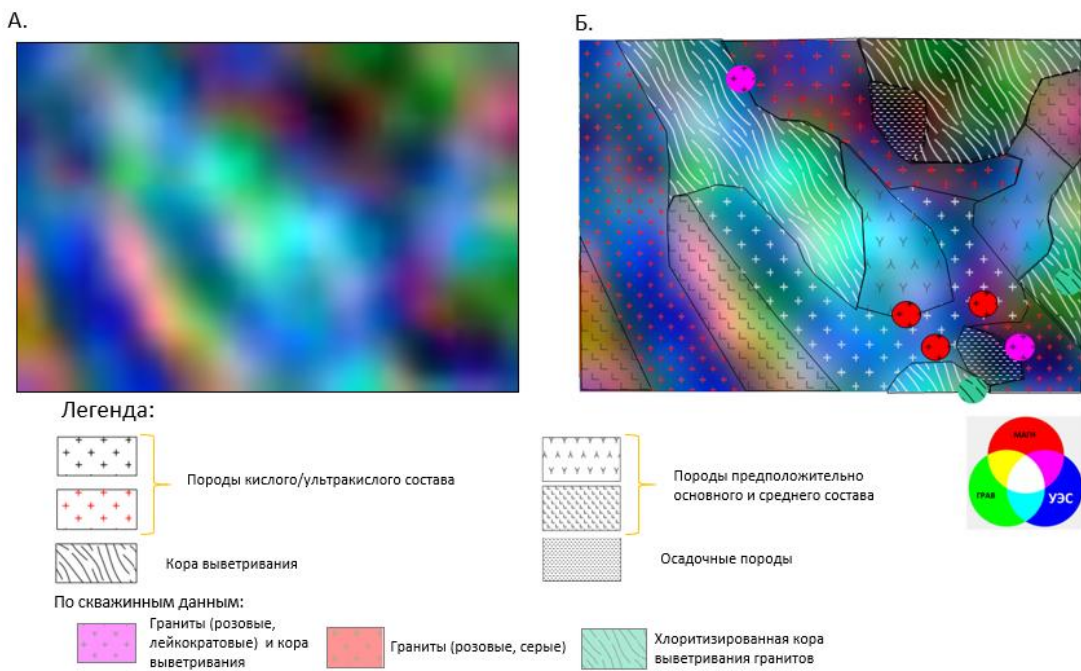 А.
Б.
Легенда:
Породы кислого/ультракислого состава
Кора выветривания
Породы предположительно
основного и среднего состава
Осадочные породы
МАГН
ГРАВ
УЭС
По скважинным данным:
Граниты (розовые,
лейкократовые) и кора
выветривания
Граниты (розовые, серые)
Хлоритизированная кора
выветривания гранитов